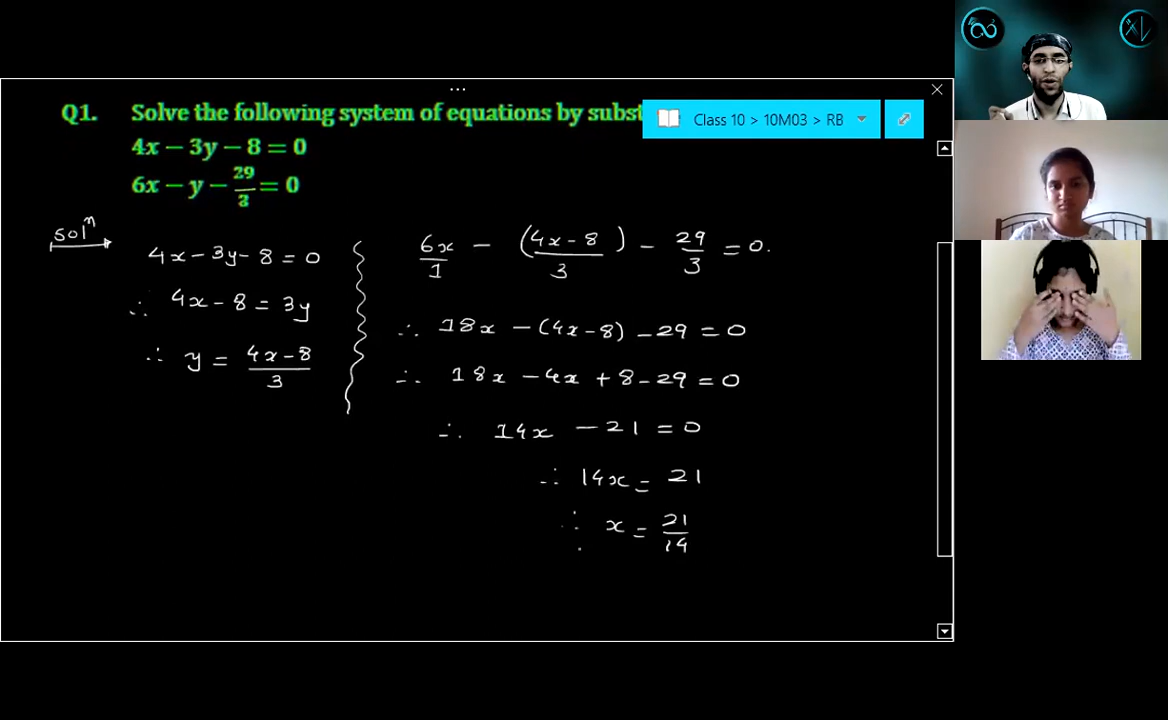 Q1. Solve the following system of equations by subst
Class 10 > 10M03 > RB
4x − 3y − 8 = 0
6x − y − 29/3 = 0
solⁿ
4x − 3y − 8 = 0
∴ 4x − 8 = 3y
∴ y = (4x − 8)/3
6x/1 − (4x − 8)/3 − 29/3 = 0.
∴ 18x − (4x − 8) − 29 = 0
∴ 18x − 4x + 8 − 29 = 0
∴ 14x − 21 = 0
∴ 14x = 21
∴ x = 21/14